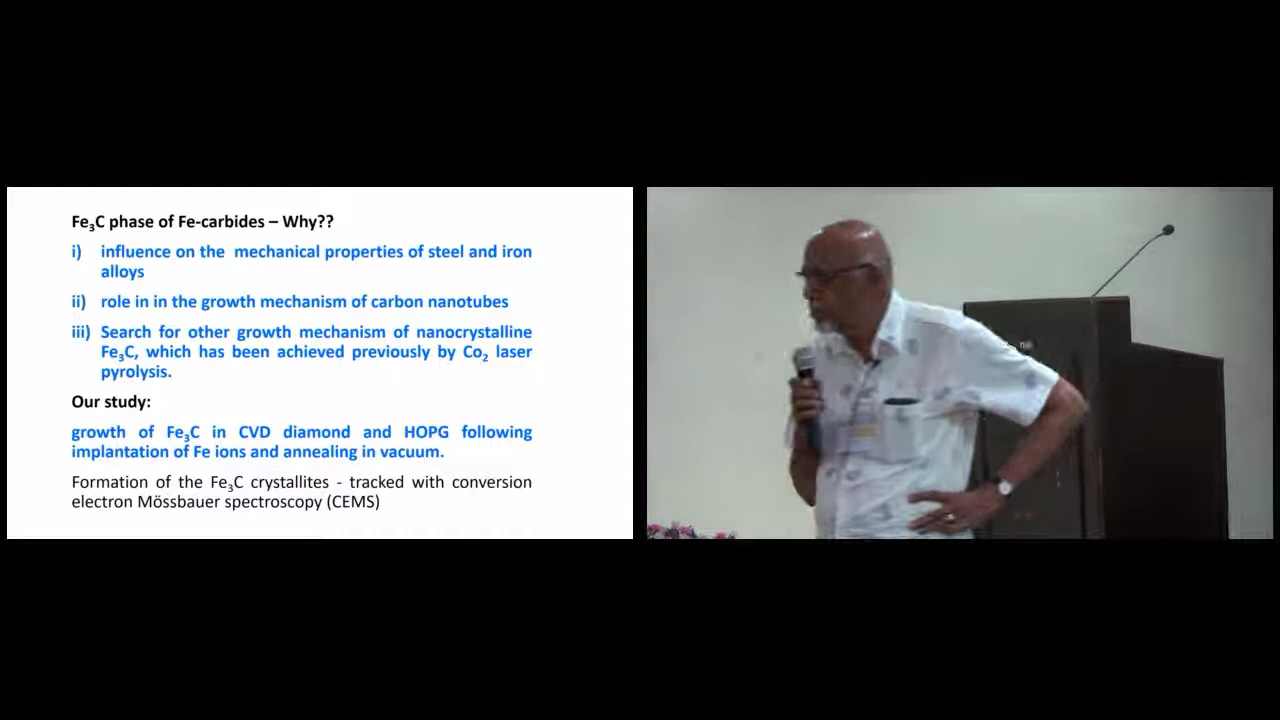 Fe₃C phase of Fe-carbides – Why??
i) influence on the mechanical properties of steel and iron
alloys
ii) role in in the growth mechanism of carbon nanotubes
iii) Search for other growth mechanism of nanocrystalline
Fe₃C, which has been achieved previously by Co₂ laser
pyrolysis.
Our study:
growth of Fe₃C in CVD diamond and HOPG following
implantation of Fe ions and annealing in vacuum.
Formation of the Fe₃C crystallites - tracked with conversion
electron Mössbauer spectroscopy (CEMS)